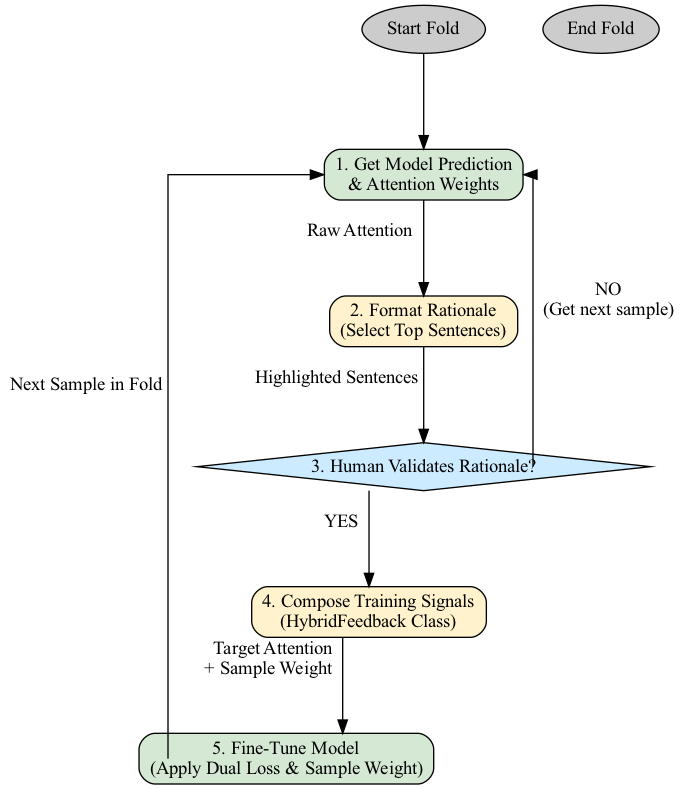 Start Fold
End Fold
1. Get Model Prediction
& Attention Weights
Raw Attention
NO
(Get next sample)
2. Format Rationale
(Select Top Sentences)
Highlighted Sentences
Next Sample in Fold
3. Human Validates Rationale?
YES
4. Compose Training Signals
(HybridFeedback Class)
Target Attention
+ Sample Weight
5. Fine-Tune Model
(Apply Dual Loss & Sample Weight)